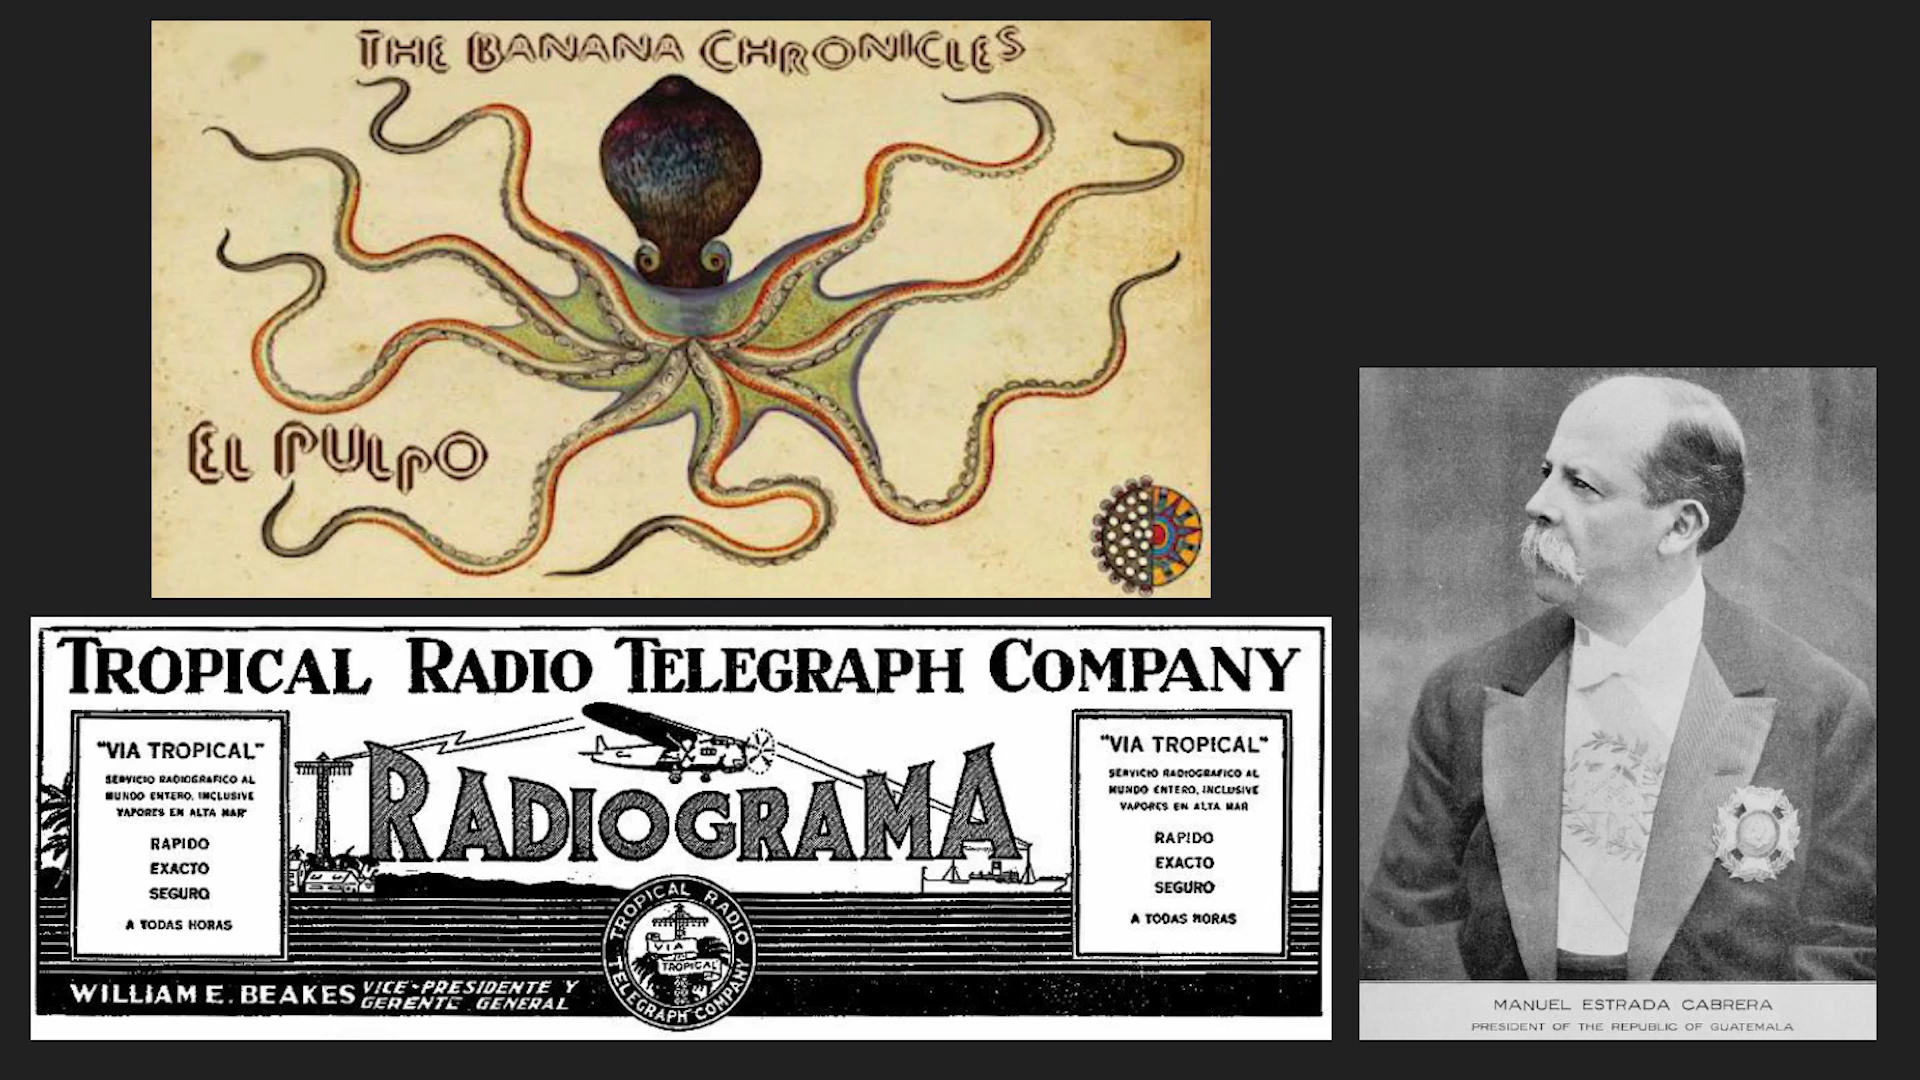 THE BANANA CHRONICLES
EL PULPO
TROPICAL RADIO TELEGRAPH COMPANY
"VIA TROPICAL"
SERVICIO RADIOGRAFICO AL
MUNDO ENTERO, INCLUSIVE
VAPORES EN ALTA MAR
RAPIDO
EXACTO
SEGURO
A TODAS HORAS
RADIOGRAMA
"VIA TROPICAL"
SERVICIO RADIOGRAFICO AL
MUNDO ENTERO, INCLUSIVE
VAPORES EN ALTA MAR
RAPIDO
EXACTO
SEGURO
A TODAS HORAS
TROPICAL RADIO
VIA
TROPICAL
TELEGRAPH COMPANY
WILLIAM E. BEAKES VICE-PRESIDENTE Y
GERENTE GENERAL
MANUEL ESTRADA CABRERA
PRESIDENT OF THE REPUBLIC OF GUATEMALA